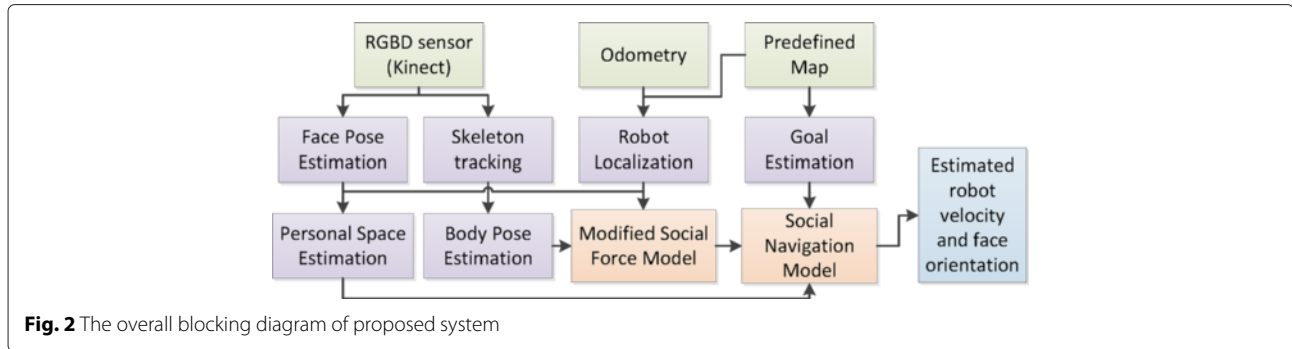 RGBD sensor
(Kinect)
Odometry
Predefined
Map
Face Pose
Estimation
Skeleton
tracking
Robot
Localization
Goal
Estimation
Estimated
robot
velocity
and face
orientation
Personal Space
Estimation
Body Pose
Estimation
Modified Social
Force Model
Social
Navigation
Model
Fig. 2 The overall blocking diagram of proposed system